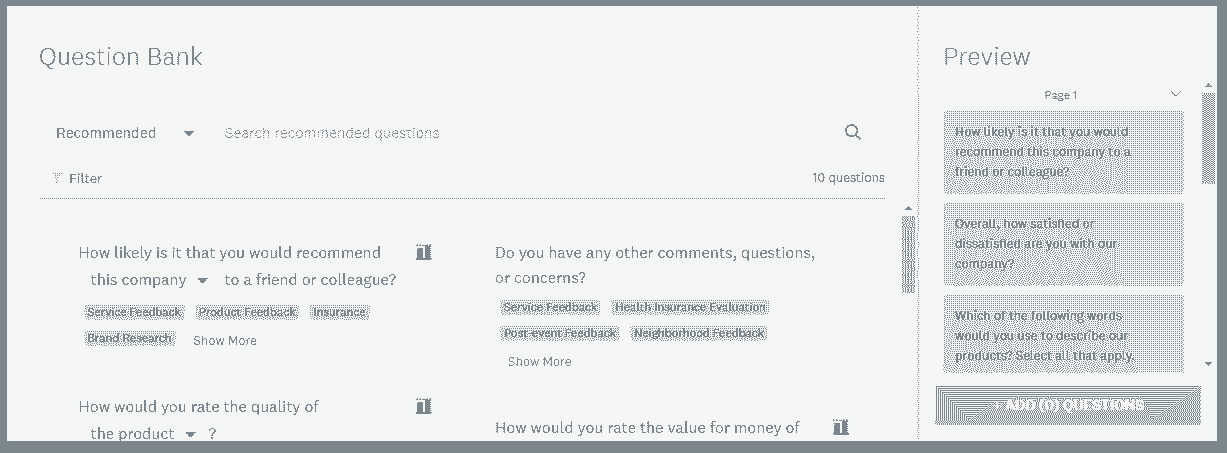 Question Bank
Recommended
Search recommended questions
Filter
10 questions
How likely is it that you would recommend
this company
to a friend or colleague?
Service Feedback
Product Feedback
Insurance
Brand Research
Show More
Do you have any other comments, questions,
or concerns?
Service Feedback
Health Insurance Evaluation
Post-event Feedback
Neighborhood Feedback
Show More
How would you rate the quality of
the product
?
How would you rate the value for money of
Preview
Page 1
How likely is it that you would
recommend this company to a
friend or colleague?
Overall, how satisfied or
dissatisfied are you with our
company?
Which of the following words
would you use to describe our
products? Select all that apply.
+ ADD (0) QUESTIONS